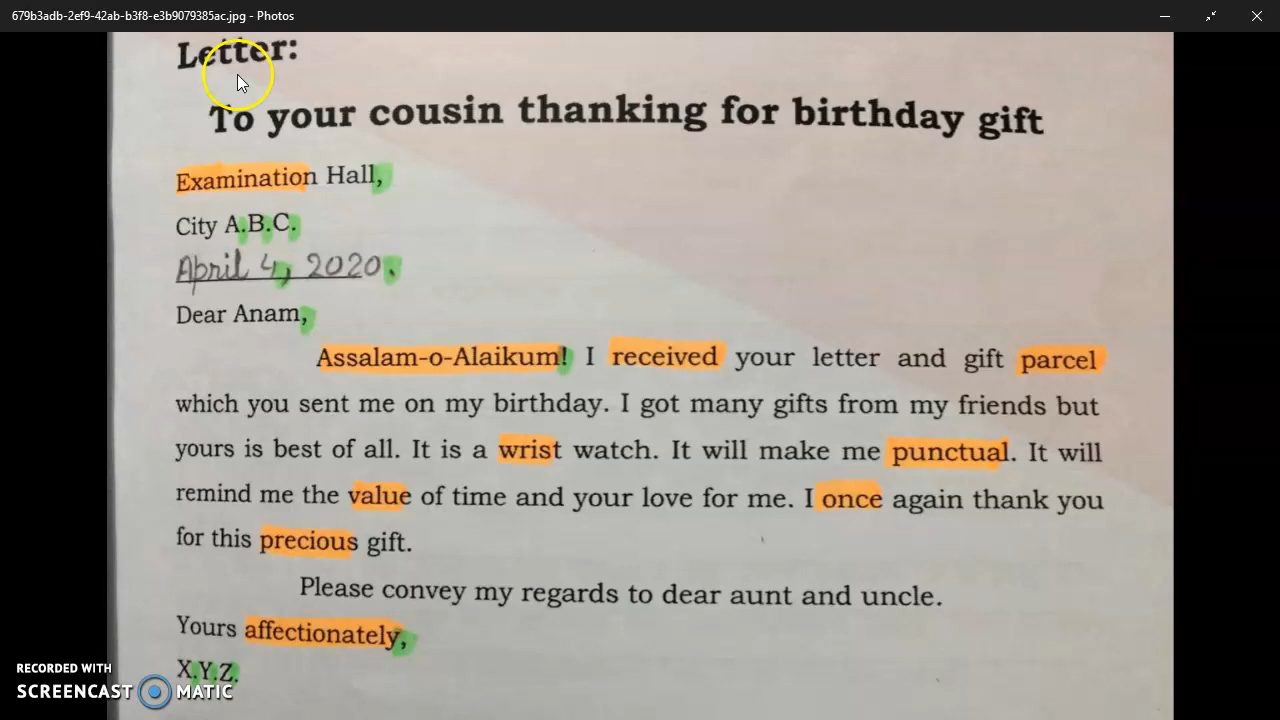 679b3adb-2ef9-42ab-b3f8-e3b9079385ac.jpg - Photos
Letter:
To your cousin thanking for birthday gift
Examination Hall,
City A.B.C.
April 4, 2020.
Dear Anam,
Assalam-o-Alaikum! I received your letter and gift parcel
which you sent me on my birthday. I got many gifts from my friends but
yours is best of all. It is a wrist watch. It will make me punctual. It will
remind me the value of time and your love for me. I once again thank you
for this precious gift.
Please convey my regards to dear aunt and uncle.
Yours affectionately,
X.Y.Z.
RECORDED WITH
SCREENCAST MATIC